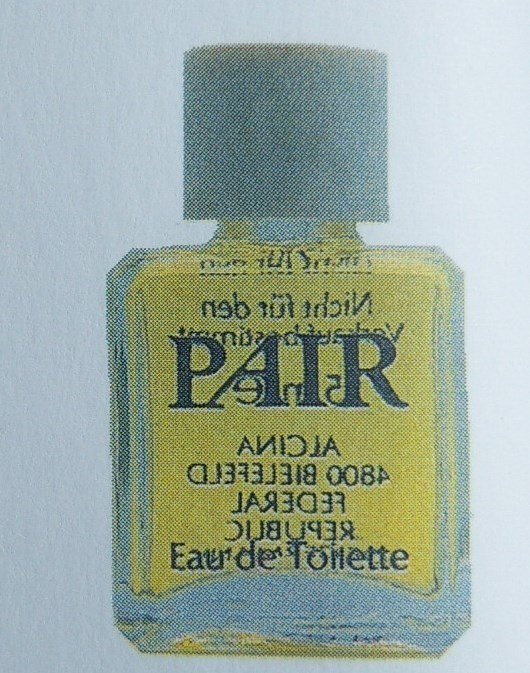 Nicht für den
Verkauf bestimmt
PAIR
ALCINA
4800 BIELEFELD
FEDERAL
REPUBLIC
Eau de Toilette